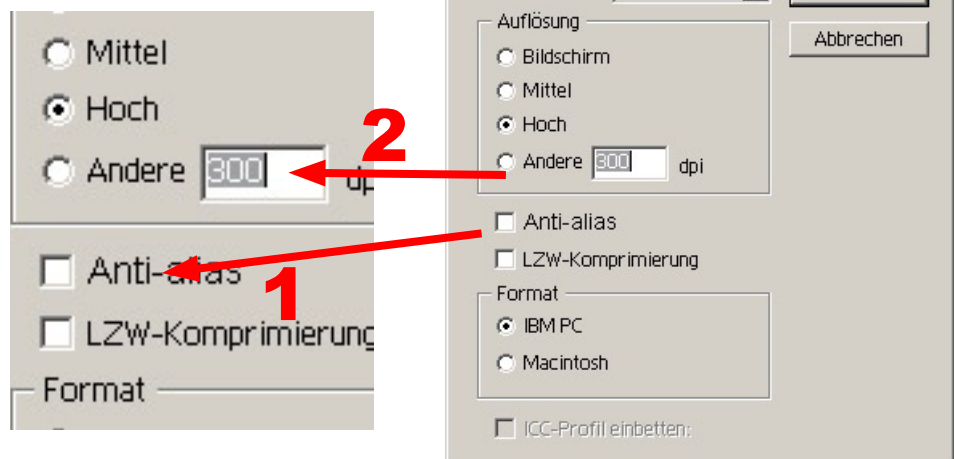 Mittel
Hoch
Andere 300 dpi
Anti-alias
LZW-Komprimierung
Format
2
1
Auflösung
Bildschirm
Mittel
Hoch
Andere 300 dpi
Anti-alias
LZW-Komprimierung
Format
IBM PC
Macintosh
ICC-Profil einbetten:
Abbrechen